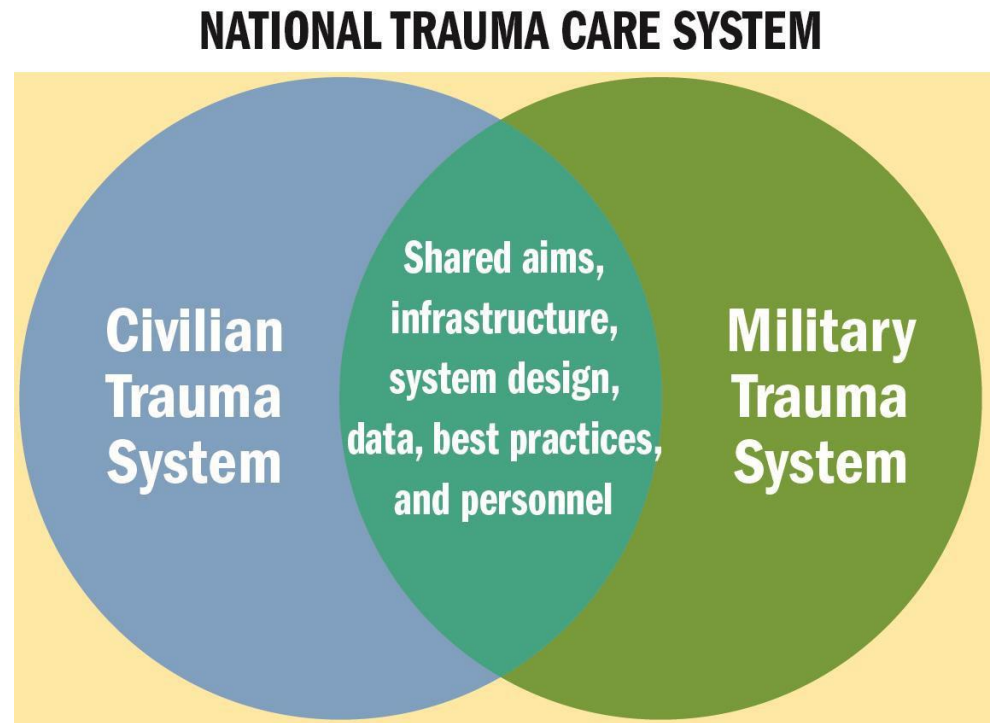 NATIONAL TRAUMA CARE SYSTEM
Civilian
Trauma
System
Shared aims,
infrastructure,
system design,
data, best practices,
and personnel
Military
Trauma
System